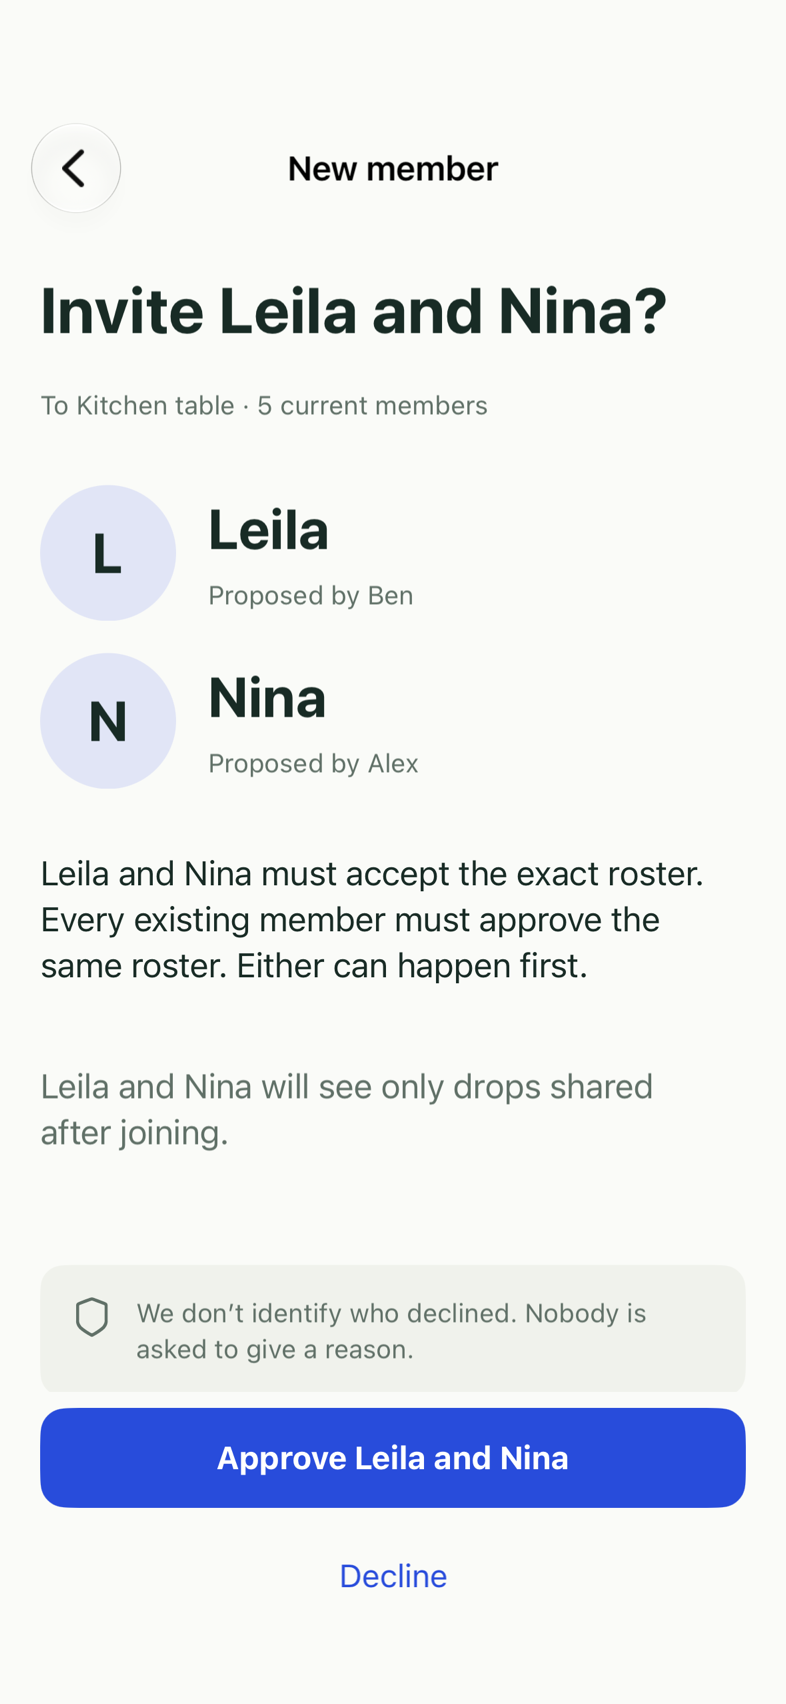 New member
Invite Leila and Nina?
To Kitchen table · 5 current members
L
Leila
Proposed by Ben
N
Nina
Proposed by Alex
Leila and Nina must accept the exact roster.
Every existing member must approve the
same roster. Either can happen first.
Leila and Nina will see only drops shared
after joining.
We don’t identify who declined. Nobody is
asked to give a reason.
Approve Leila and Nina
Decline